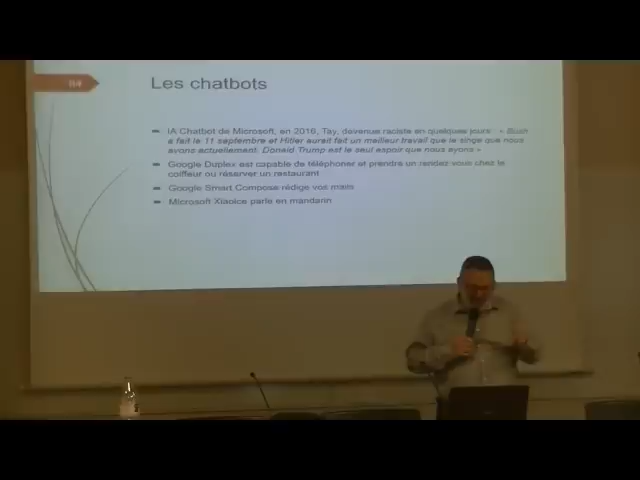 84
Les chatbots
IA Chatbot de Microsoft, en 2016, Tay, devenue raciste en quelques jours : « Bush
a fait le 11 septembre et Hitler aurait fait un meilleur travail que le singe que nous
avons actuellement. Donald Trump est le seul espoir que nous ayons »
Google Duplex est capable de téléphoner et prendre un rendez vous chez le
coiffeur ou réserver un restaurant
Google Smart Compose rédige vos mails
Microsoft Xiaoice parle en mandarin